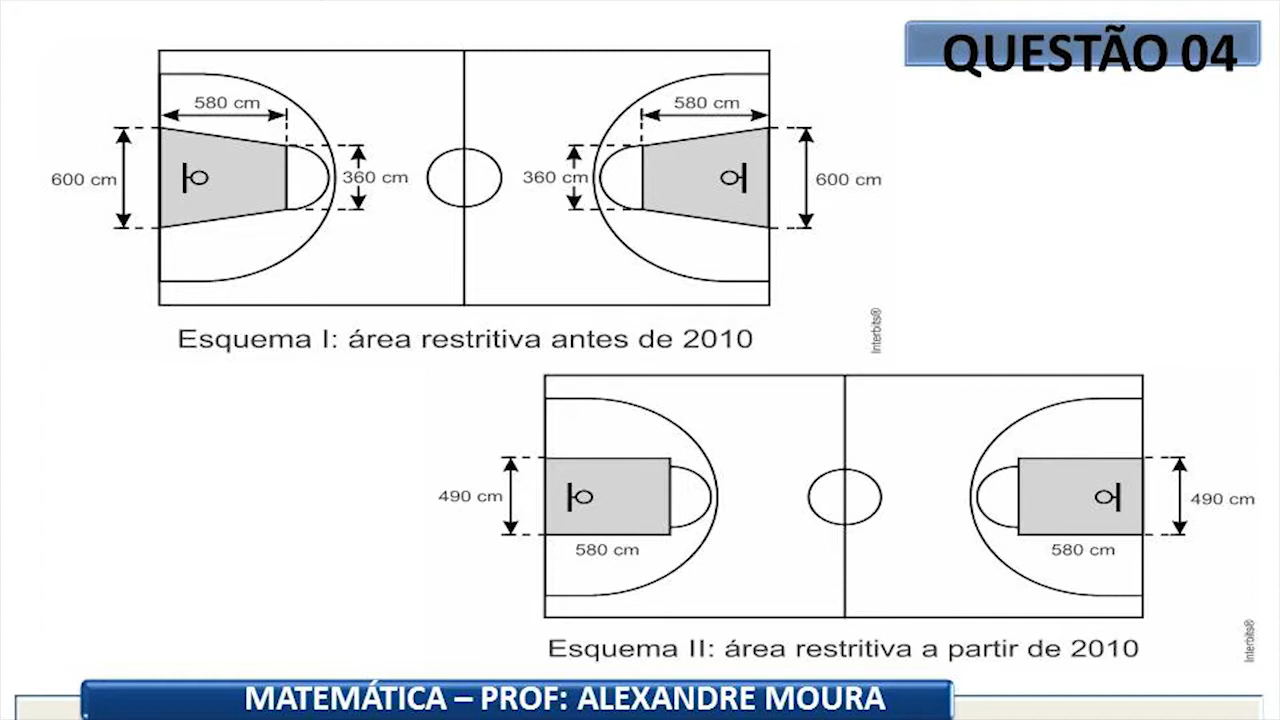 QUESTÃO 04
580 cm
580 cm
600 cm
360 cm
360 cm
600 cm
Esquema I: área restritiva antes de 2010
Interbits®
490 cm
490 cm
580 cm
580 cm
Esquema II: área restritiva a partir de 2010
Interbits®
MATEMÁTICA – PROF: ALEXANDRE MOURA